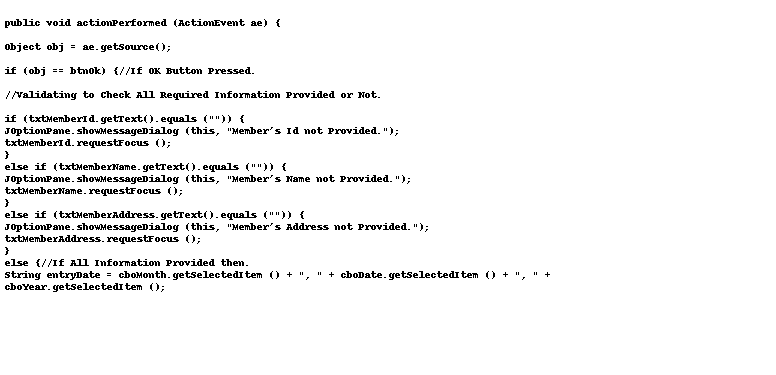 public void actionPerformed (ActionEvent ae) {
Object obj = ae.getSource();
if (obj == btnOk) {//If OK Button Pressed.
//Validating to Check All Required Information Provided or Not.
if (txtMemberId.getText().equals ("")) {
JOptionPane.showMessageDialog (this, "Member's Id not Provided.");
txtMemberId.requestFocus ();
}
else if (txtMemberName.getText().equals ("")) {
JOptionPane.showMessageDialog (this, "Member's Name not Provided.");
txtMemberName.requestFocus ();
}
else if (txtMemberAddress.getText().equals ("")) {
JOptionPane.showMessageDialog (this, "Member's Address not Provided.");
txtMemberAddress.requestFocus ();
}
else {//If All Information Provided then.
String entryDate = cboMonth.getSelectedItem () + ", " + cboDate.getSelectedItem () + ", " +
cboYear.getSelectedItem ();